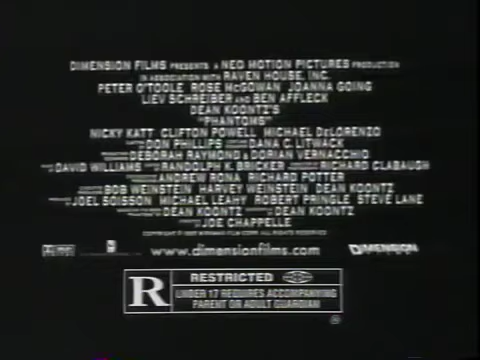 DIMENSION FILMS PRESENTS A NEO MOTION PICTURES PRODUCTION
IN ASSOCIATION WITH RAVEN HOUSE, INC.
PETER O'TOOLE ROSE McGOWAN JOANNA GOING
LIEV SCHREIBER AND BEN AFFLECK
DEAN KOONTZ'S
"PHANTOMS"
NICKY KATT CLIFTON POWELL MICHAEL DeLORENZO
DON PHILLIPS DANA C. LITWACK
DEBORAH RAYMOND & DORIAN VERNACCHIO
DAVID WILLIAMS RANDOLPH K. BRICKER RICHARD CLABAUGH
ANDREW RONA RICHARD POTTER
BOB WEINSTEIN HARVEY WEINSTEIN DEAN KOONTZ
JOEL SOISSON MICHAEL LEAHY ROBERT PRINGLE STEVE LANE
DEAN KOONTZ DEAN KOONTZ
JOE CHAPPELLE
www.dimensionfilms.com DIMENSION
R RESTRICTED
UNDER 17 REQUIRES ACCOMPANYING
PARENT OR ADULT GUARDIAN